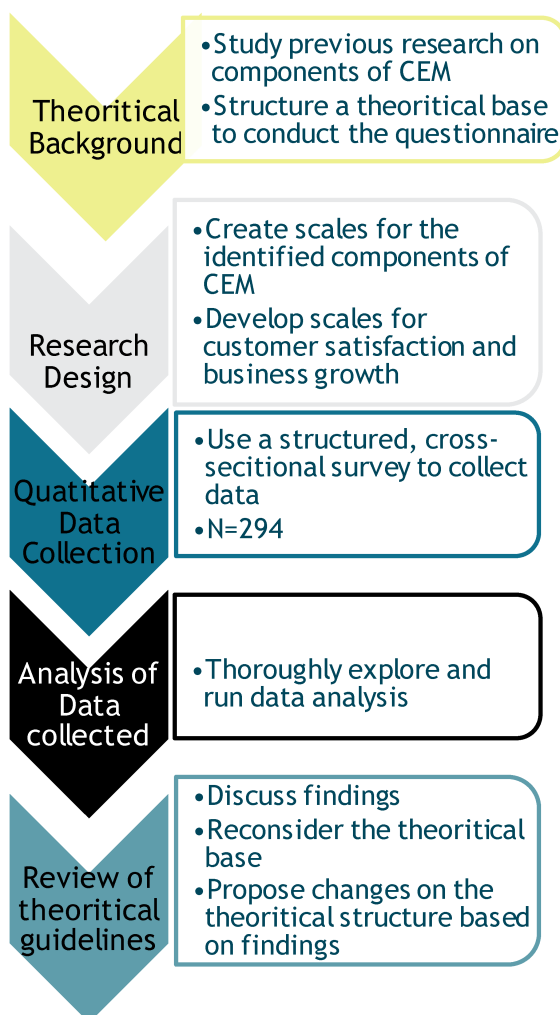 Theoritical
Background
•Study previous research on
components of CEM
•Structure a theoritical base
to conduct the questionnaire
Research
Design
•Create scales for the
identified components of
CEM
•Develop scales for
customer satisfaction and
business growth
Quatitative
Data
Collection
•Use a structured, cross-
secitional survey to collect
data
•N=294
Analysis of
Data
collected
•Thoroughly explore and
run data analysis
Review of
theoritical
guidelines
•Discuss findings
•Reconsider the theoritical
base
•Propose changes on the
theoritical structure based
on findings